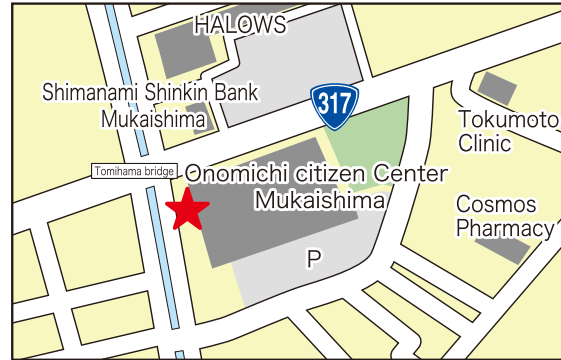 HALOWS
Shimanami Shinkin Bank
Mukaishima
317
Tokumoto
Clinic
Tomihama bridge
Onomichi citizen Center
Mukaishima
Cosmos
Pharmacy
P